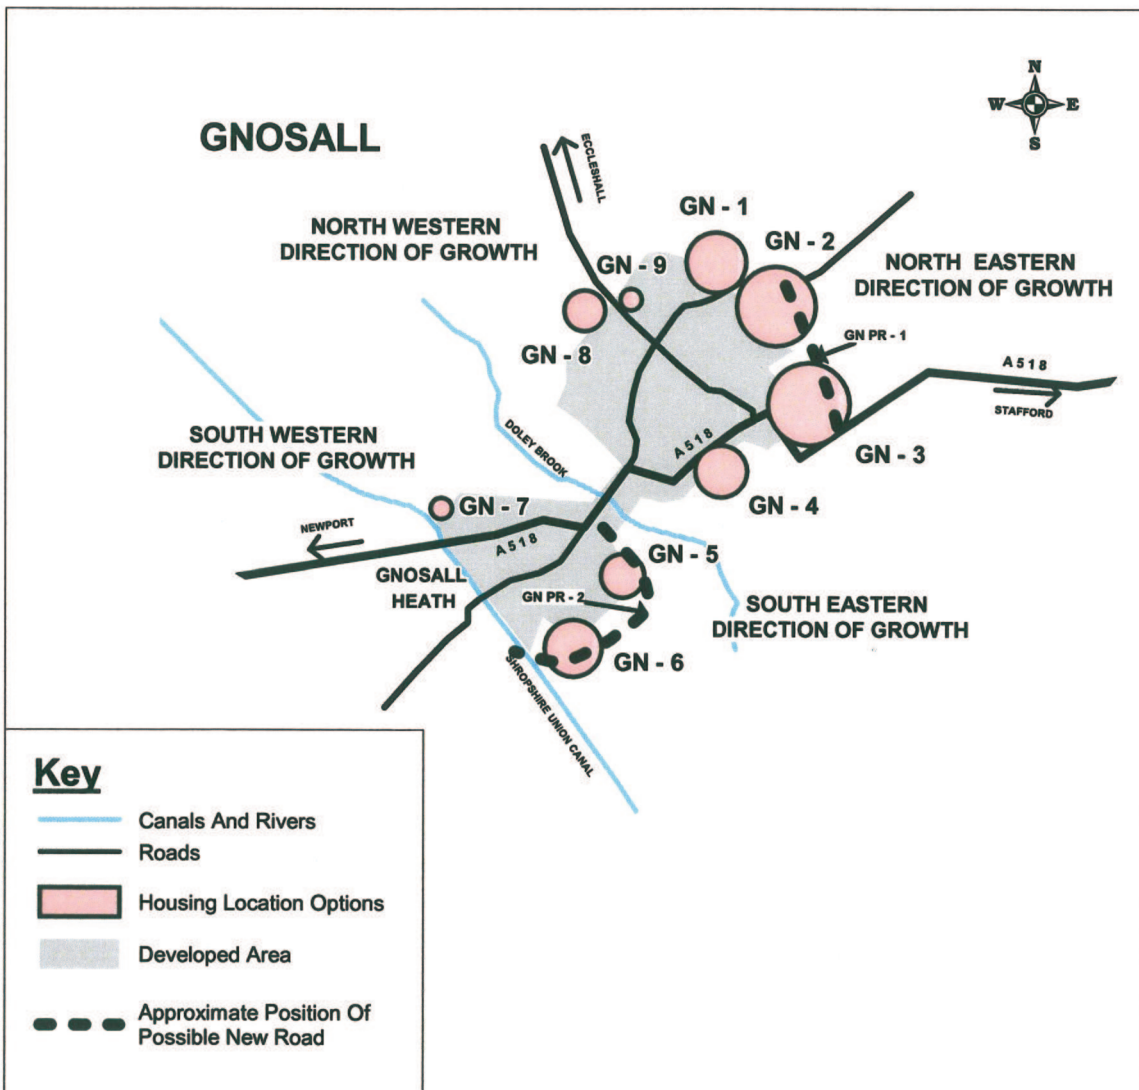 N
W E
S
GNOSALL
ECCLESHALL
GN - 1
NORTH WESTERN
DIRECTION OF GROWTH
GN - 2
GN - 9
NORTH EASTERN
DIRECTION OF GROWTH
GN - 8
GN PR - 1
A 5 1 8
STAFFORD
SOUTH WESTERN
DIRECTION OF GROWTH
DOLEY BROOK
A 5 1 8
GN - 3
GN - 4
GN - 7
NEWPORT
A 5 1 8
GN - 5
GNOSALL
HEATH
GN PR - 2
SOUTH EASTERN
DIRECTION OF GROWTH
GN - 6
SHROPSHIRE UNION CANAL
Key
Canals And Rivers
Roads
Housing Location Options
Developed Area
Approximate Position Of
Possible New Road